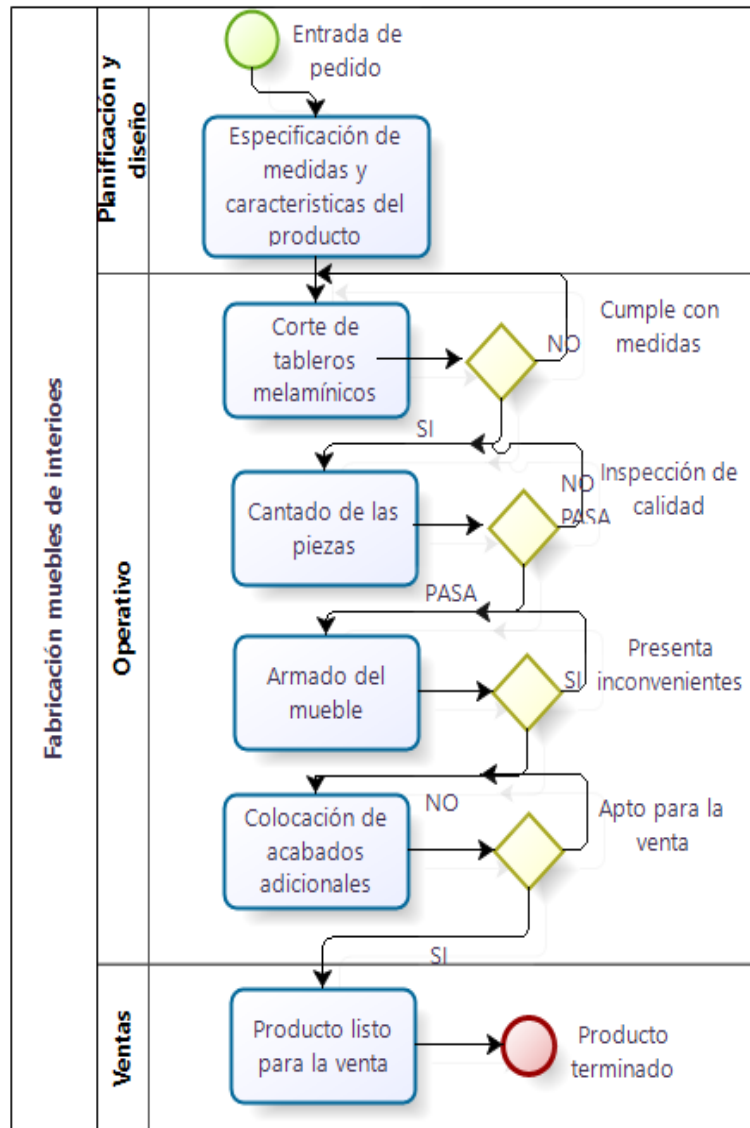 Fabricación muebles de interioes
Planificación y
diseño
Entrada de
pedido
Especificación de
medidas y
caracteristicas del
producto
Operativo
Corte de
tableros
melamínicos
Cumple con
medidas
NO
SI
Cantado de las
piezas
Inspección de
calidad
NO
PASA
PASA
Armado del
mueble
Presenta
inconvenientes
SI
NO
Colocación de
acabados
adicionales
Apto para la
venta
SI
Ventas
Producto listo
para la venta
Producto
terminado